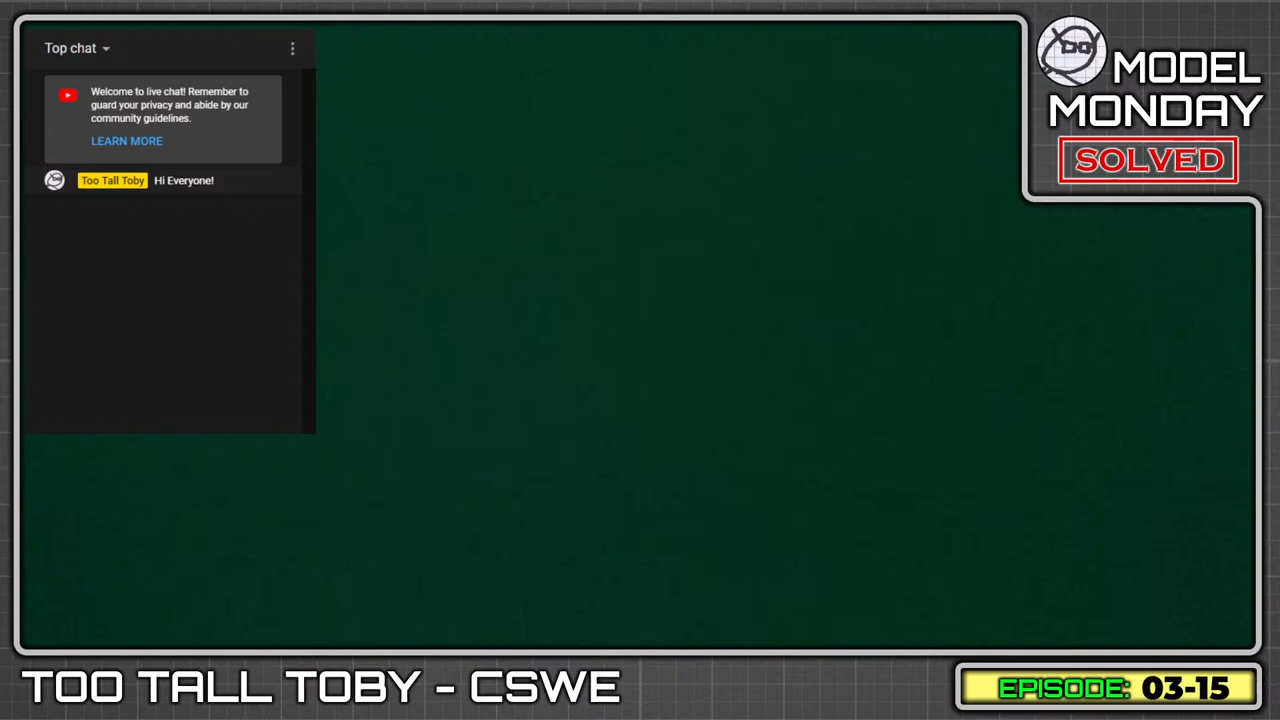 Top chat
Welcome to live chat! Remember to
guard your privacy and abide by our
community guidelines.
LEARN MORE
Too Tall Toby Hi Everyone!
MODEL
MONDAY
SOLVED
TOO TALL TOBY - CSWE
EPISODE: 03-15